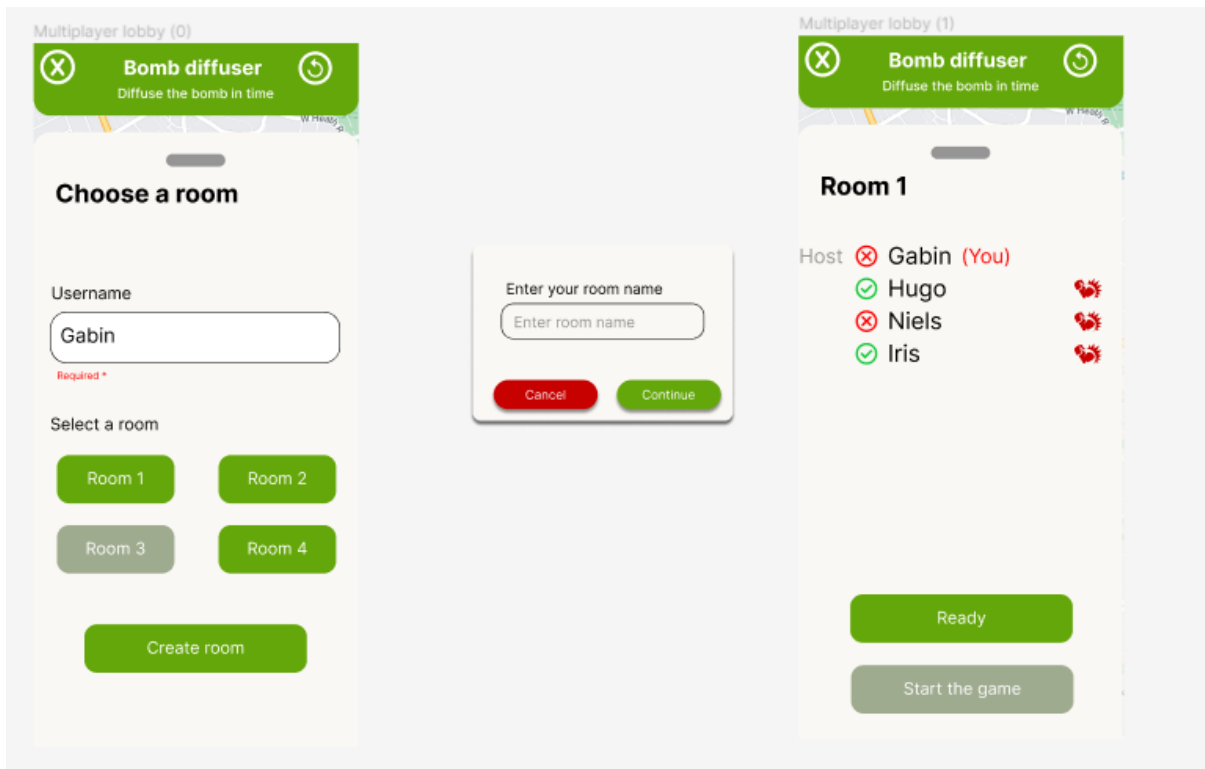 Multiplayer lobby (0)
X
Bomb diffuser
Diffuse the bomb in time
W Heath R
Choose a room
Username
Gabin
Required *
Select a room
Room 1
Room 2
Room 3
Room 4
Create room
Enter your room name
Enter room name
Cancel
Continue
Multiplayer lobby (1)
X
Bomb diffuser
Diffuse the bomb in time
Room 1
Host Gabin (You)
Hugo
Niels
Iris
Ready
Start the game